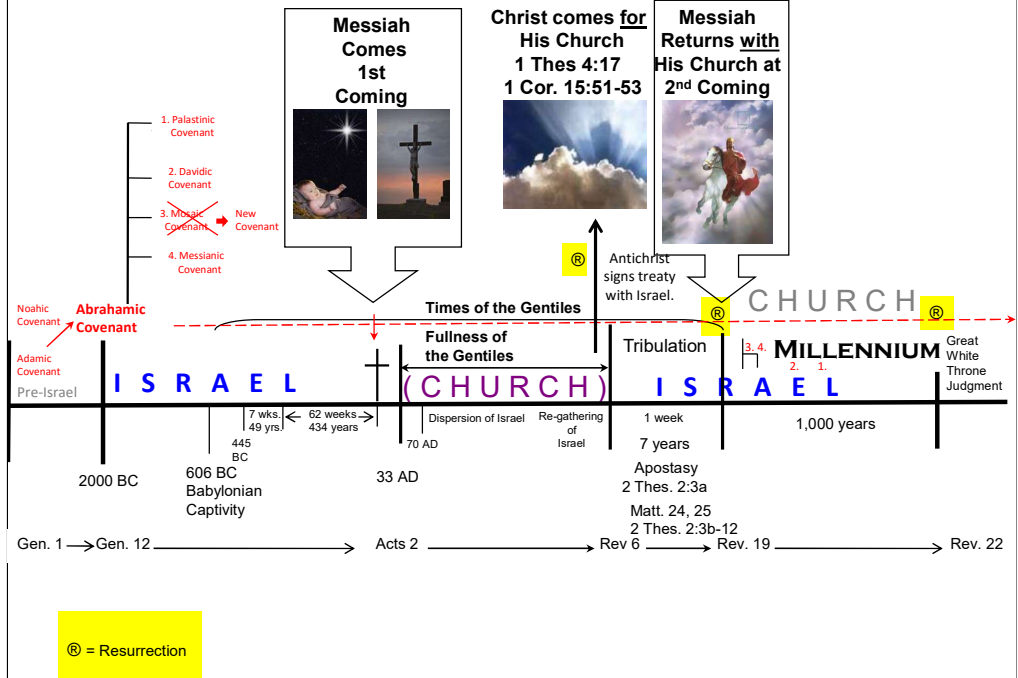 Messiah
Comes
1st
Coming
Christ comes for
His Church
1 Thes 4:17
1 Cor. 15:51-53
Messiah
Returns with
His Church at
2nd Coming
1. Palastinic
Covenant
2. Davidic
Covenant
3. Mosaic
Covenant
New
Covenant
4. Messianic
Covenant
®
Antichrist
signs treaty
with Israel.
Noahic
Covenant
Abrahamic
Covenant
Adamic
Covenant
Times of the Gentiles
®
CHURCH
®
Fullness of
the Gentiles
Tribulation
3. 4.
MILLENNIUM
2. 1.
Great
White
Throne
Judgment
Pre-Israel
ISRAEL
(CHURCH)
ISRAEL
7 wks.
49 yrs.
62 weeks
434 years
Dispersion of Israel
Re-gathering
of
Israel
1 week
7 years
1,000 years
445
BC
70 AD
2000 BC
606 BC
Babylonian
Captivity
33 AD
Apostasy
2 Thes. 2:3a
Matt. 24, 25
2 Thes. 2:3b-12
Gen. 1
Gen. 12
Acts 2
Rev 6
Rev. 19
Rev. 22
® = Resurrection